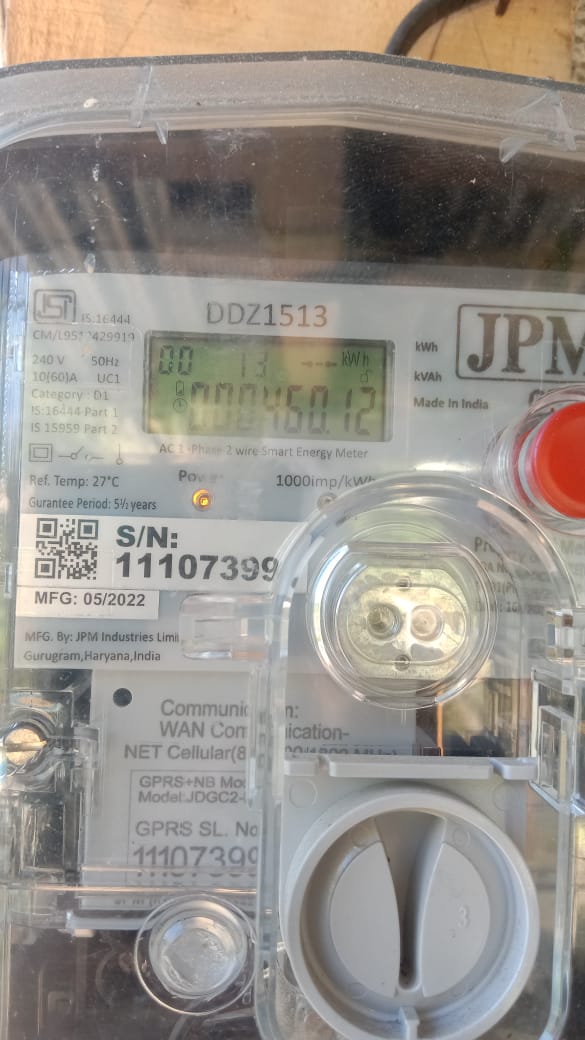 ISI IS:16444
DDZ1513
JPM
240 V 50Hz
10(60)A UC1
Category : D1
IS:16444 Part 1
IS 15959 Part 2
00 13 kWh
000460.12
kWh
kVAh
Made In India
AC 1-Phase 2 wire Smart Energy Meter
Ref. Temp: 27°C
1000imp/kWh
Gurantee Period: 5½ years
S/N:
11107399
MFG: 05/2022
MFG. By: JPM Industries
Gurugram,Haryana,India
WAN Communication-
NET Cellular
GPRS+NB
Model:JDGC2-
GPRS SL. No
11107399